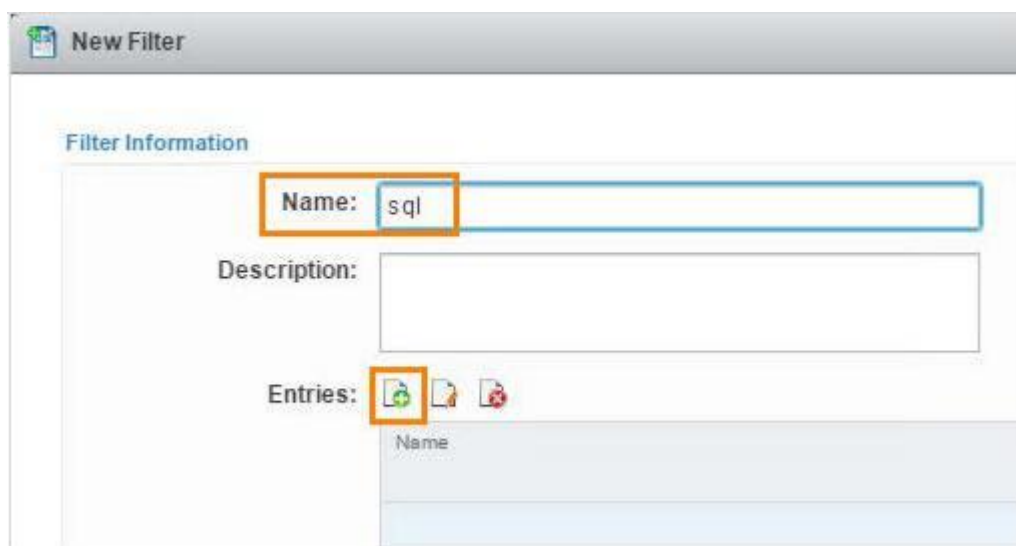 New Filter
Filter Information
Name: sql
Description:
Entries:
Name